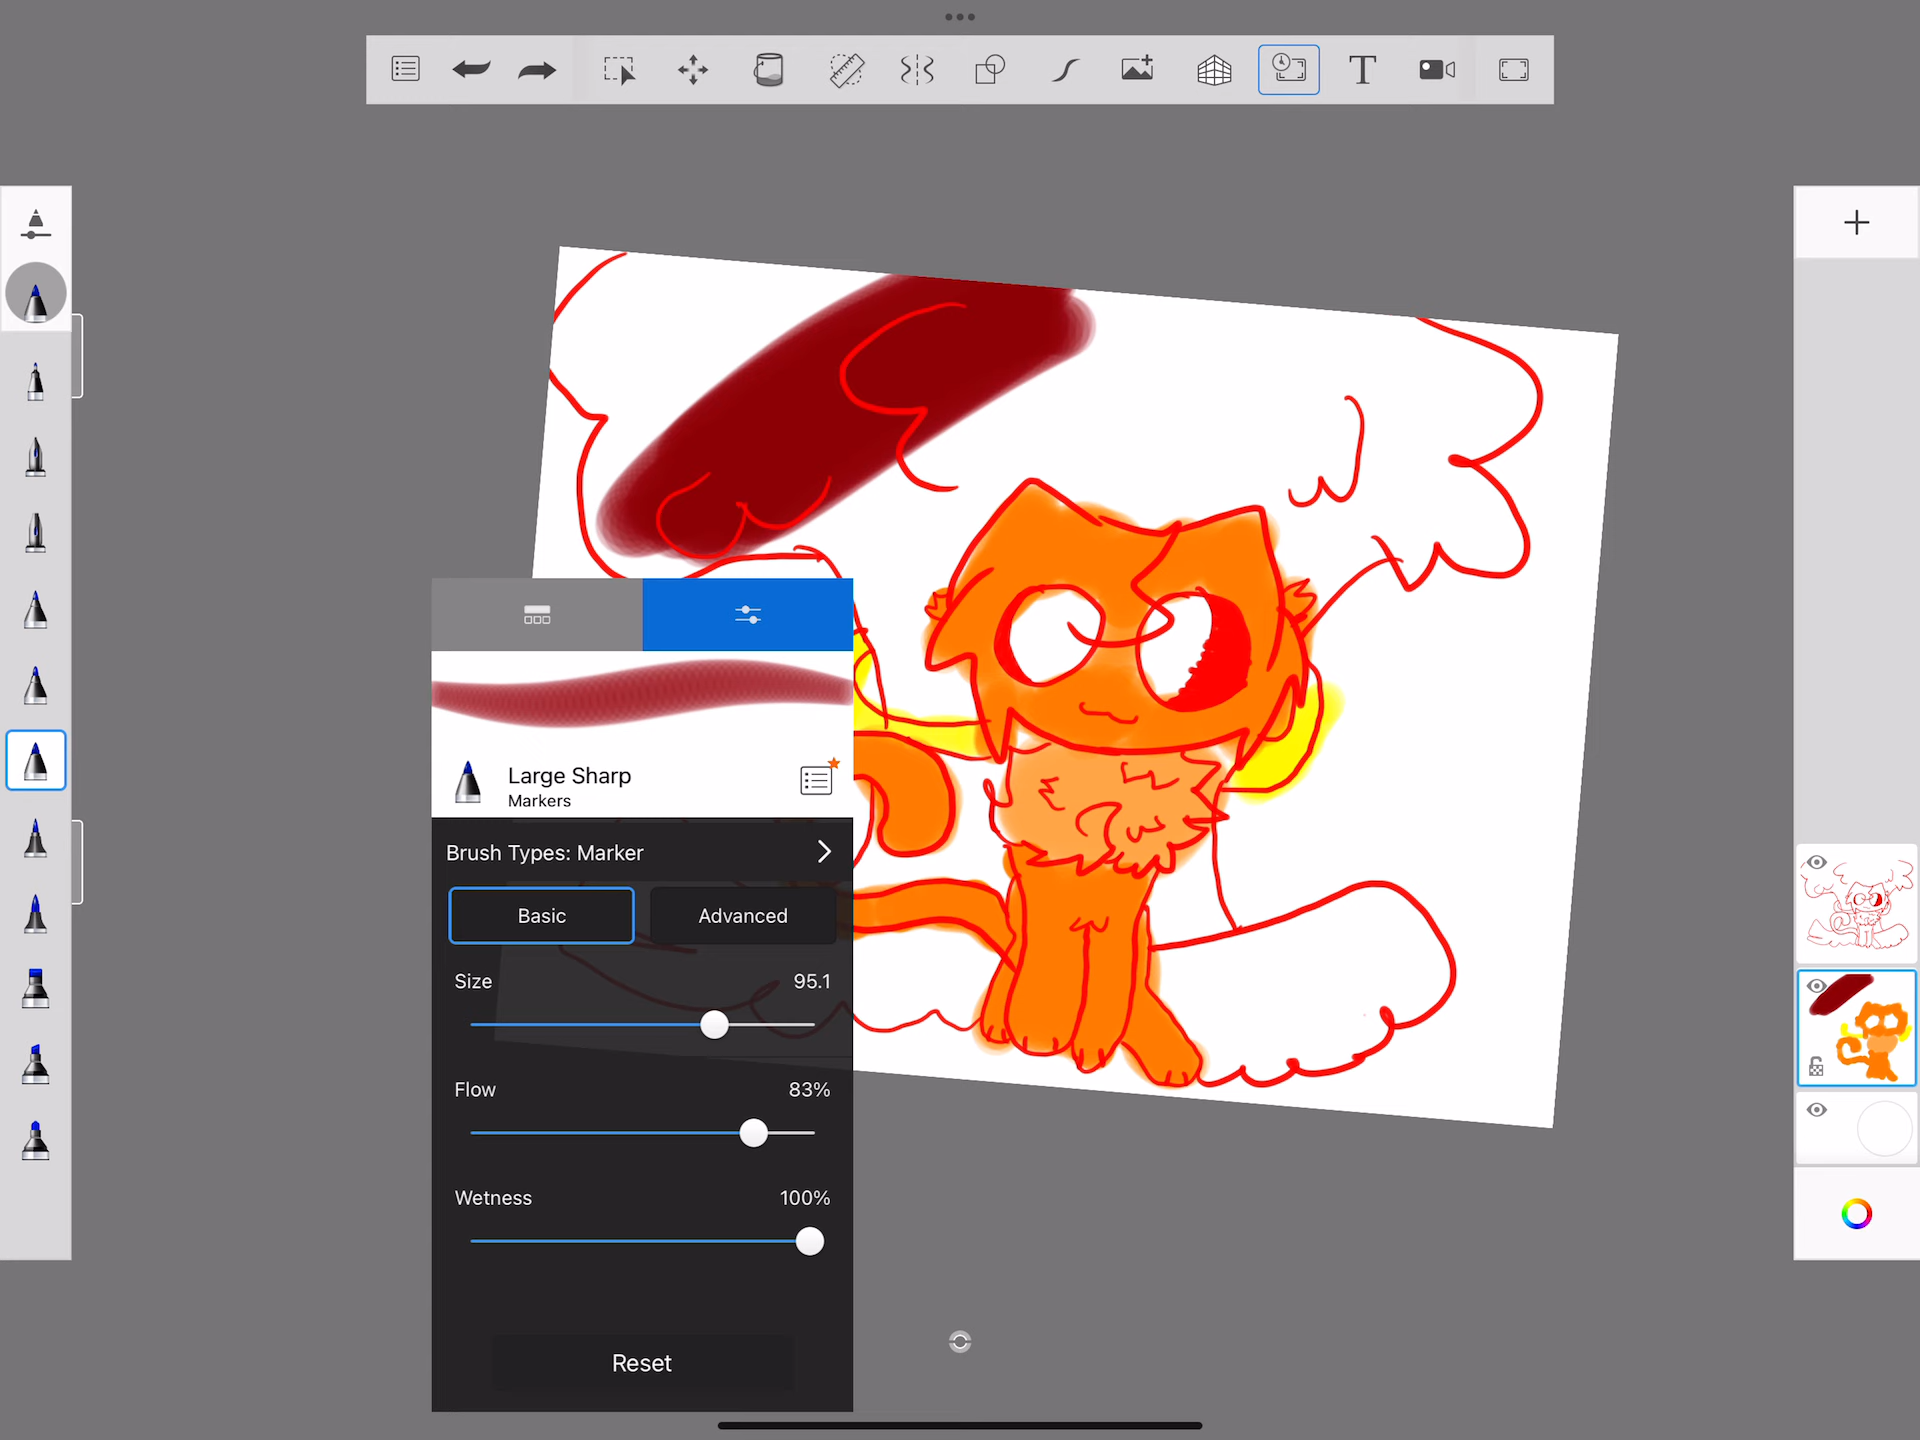 Large Sharp
Markers
Brush Types: Marker
Basic
Advanced
Size
95.1
Flow
83%
Wetness
100%
Reset